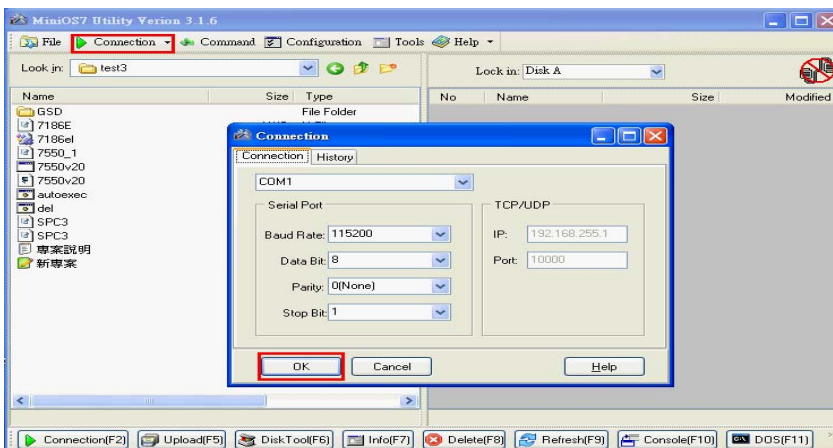 MiniOS7 Utility Verion 3.1.6
File Connection Command Configuration Tools Help
Look in: test3
Lock in: Disk A
Name Size Type
No Name Size Modified
GSD File Folder
7186E
7186el
7550_1
7550v20
7550v20
autoexec
del
SPC3
SPC3
專案說明
新專案
Connection
Connection History
COM1
Serial Port
Baud Rate: 115200
Data Bit: 8
Parity: 0(None)
Stop Bit: 1
TCP/UDP
IP: 192.168.255.1
Port: 10000
OK Cancel Help
Connection(F2) Upload(F5) DiskTool(F6) Info(F7) Delete(F8) Refresh(F9) Console(F10) DOS(F11)